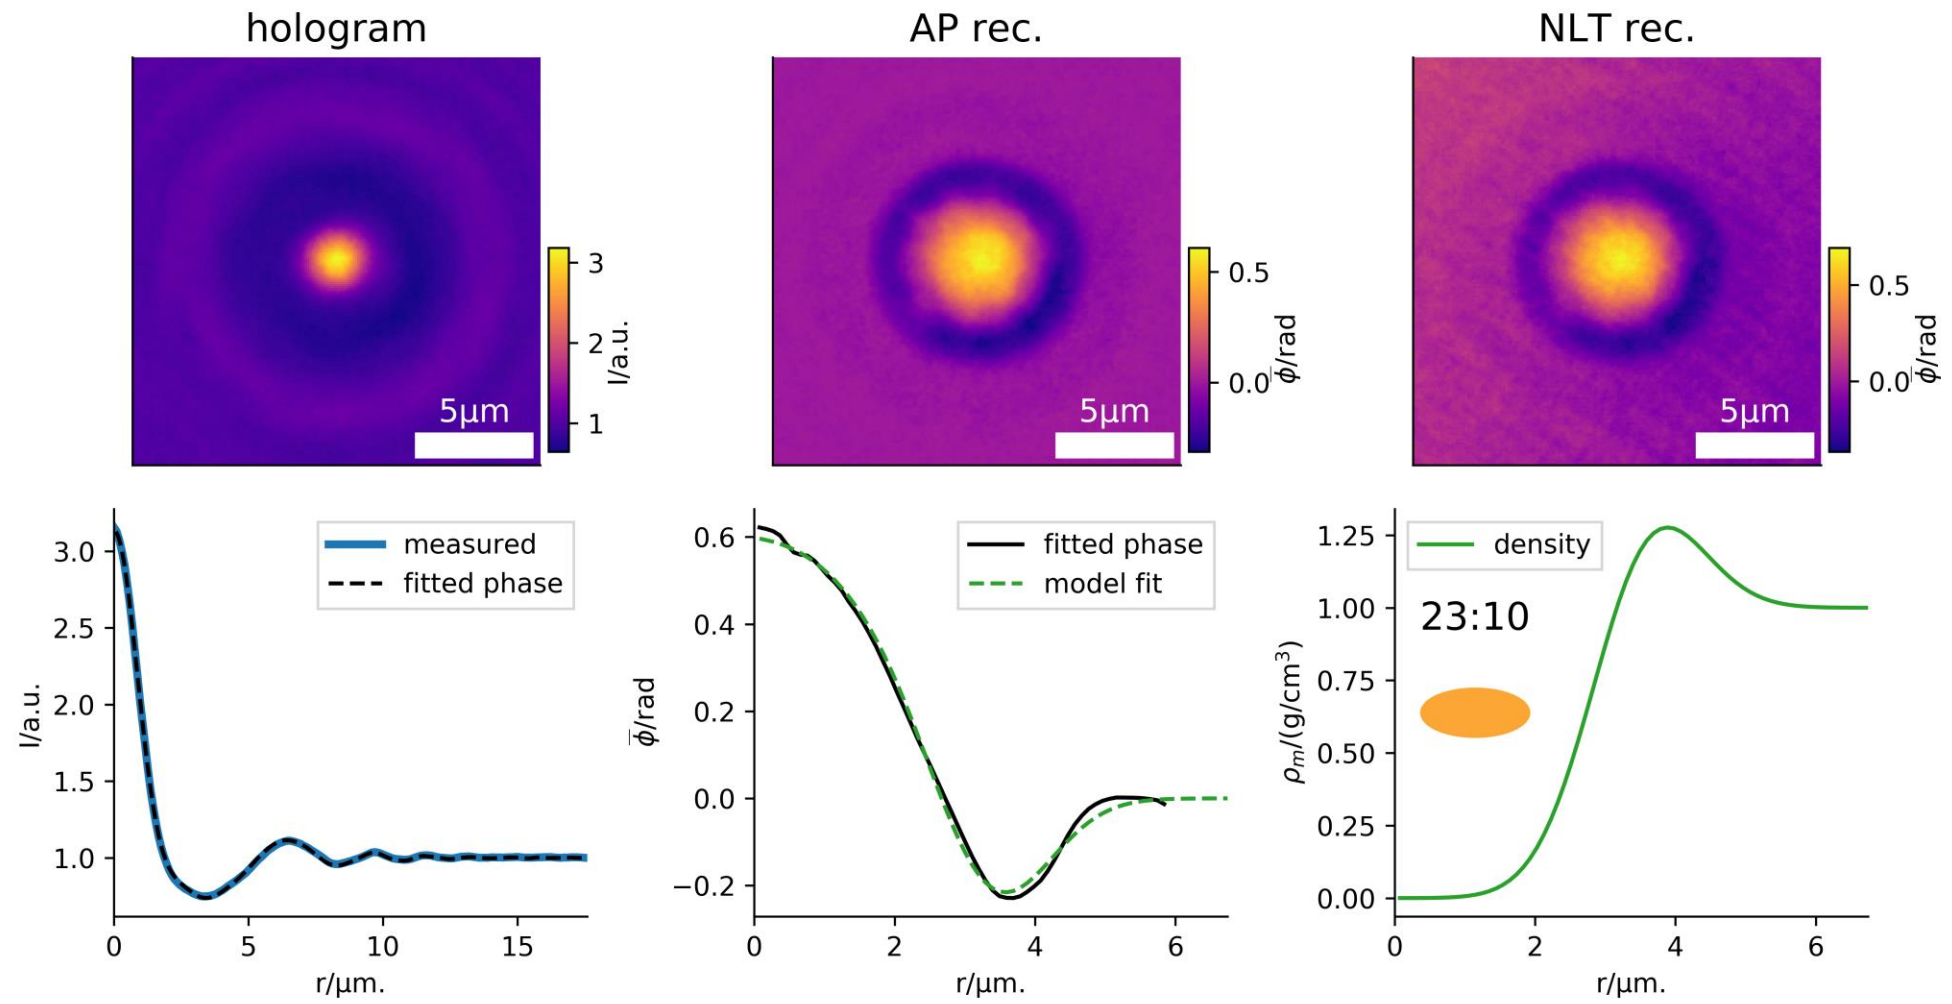 hologram
AP rec.
NLT rec.
3
2
1
I/a.u.
5µm
0.5
0.0
ϕ̅/rad
5µm
0.5
0.0
ϕ̅/rad
5µm
measured
fitted phase
3.0
2.5
2.0
1.5
1.0
I/a.u.
0
5
10
15
r/µm.
fitted phase
model fit
0.6
0.4
0.2
0.0
−0.2
ϕ̅/rad
0
2
4
6
r/µm.
density
23:10
1.25
1.00
0.75
0.50
0.25
0.00
ρₘ/(g/cm³)
0
2
4
6
r/µm.